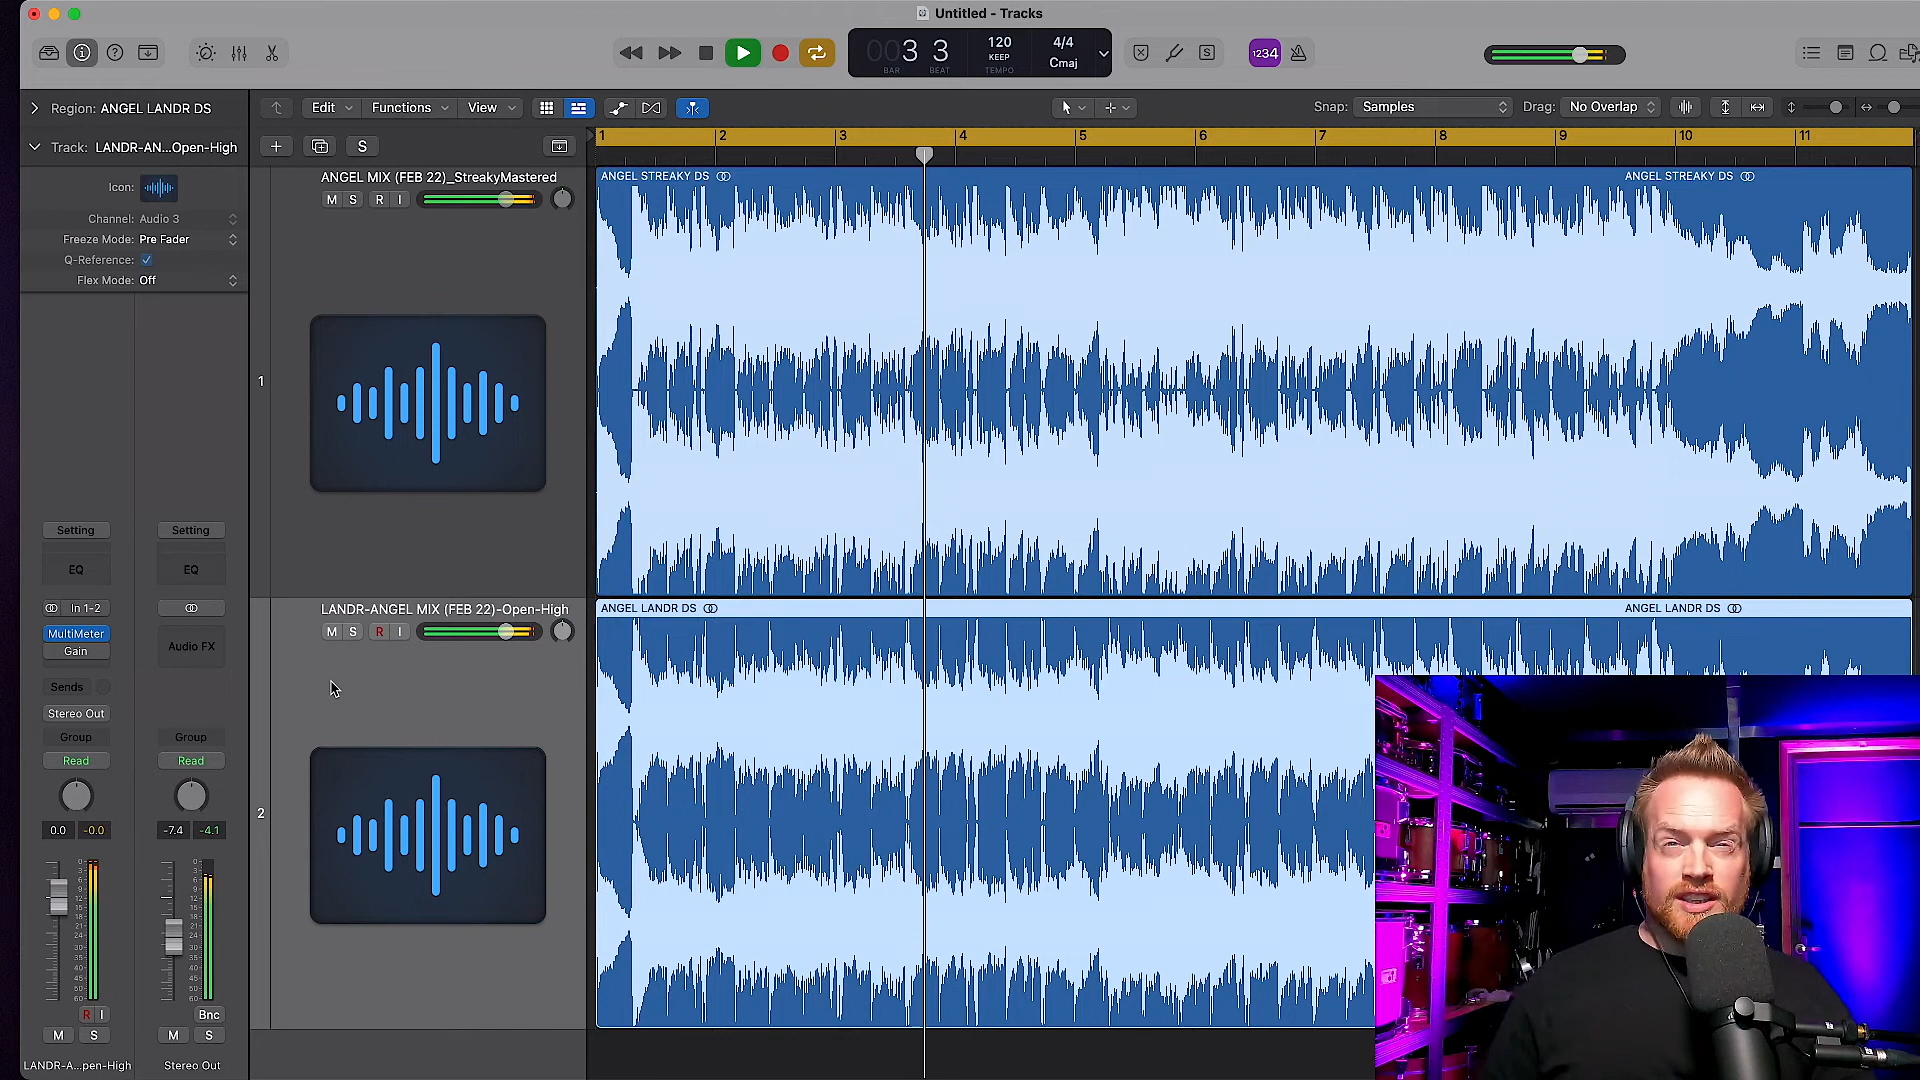 Untitled - Tracks
003 3
BAR BEAT
120
KEEP
TEMPO
4/4
Cmaj
1234
Region: ANGEL LANDR DS
Edit Functions View
Snap: Samples
Drag: No Overlap
Track: LANDR-AN...Open-High
S
1 2 3 4 5 6 7 8 9 10 11
Icon:
Channel: Audio 3
Freeze Mode: Pre Fader
Q-Reference:
Flex Mode: Off
ANGEL MIX (FEB 22)_StreakyMastered
M S R I
ANGEL STREAKY DS
ANGEL STREAKY DS
1
LANDR-ANGEL MIX (FEB 22)-Open-High
M S R I
ANGEL LANDR DS
ANGEL LANDR DS
2
Setting Setting
EQ EQ
In 1-2
MultiMeter
Gain
Audio FX
Sends
Stereo Out
Group Group
Read Read
0.0 -0.0 -7.4 -4.1
R I Bnc
M S M S
LANDR-A...pen-High Stereo Out